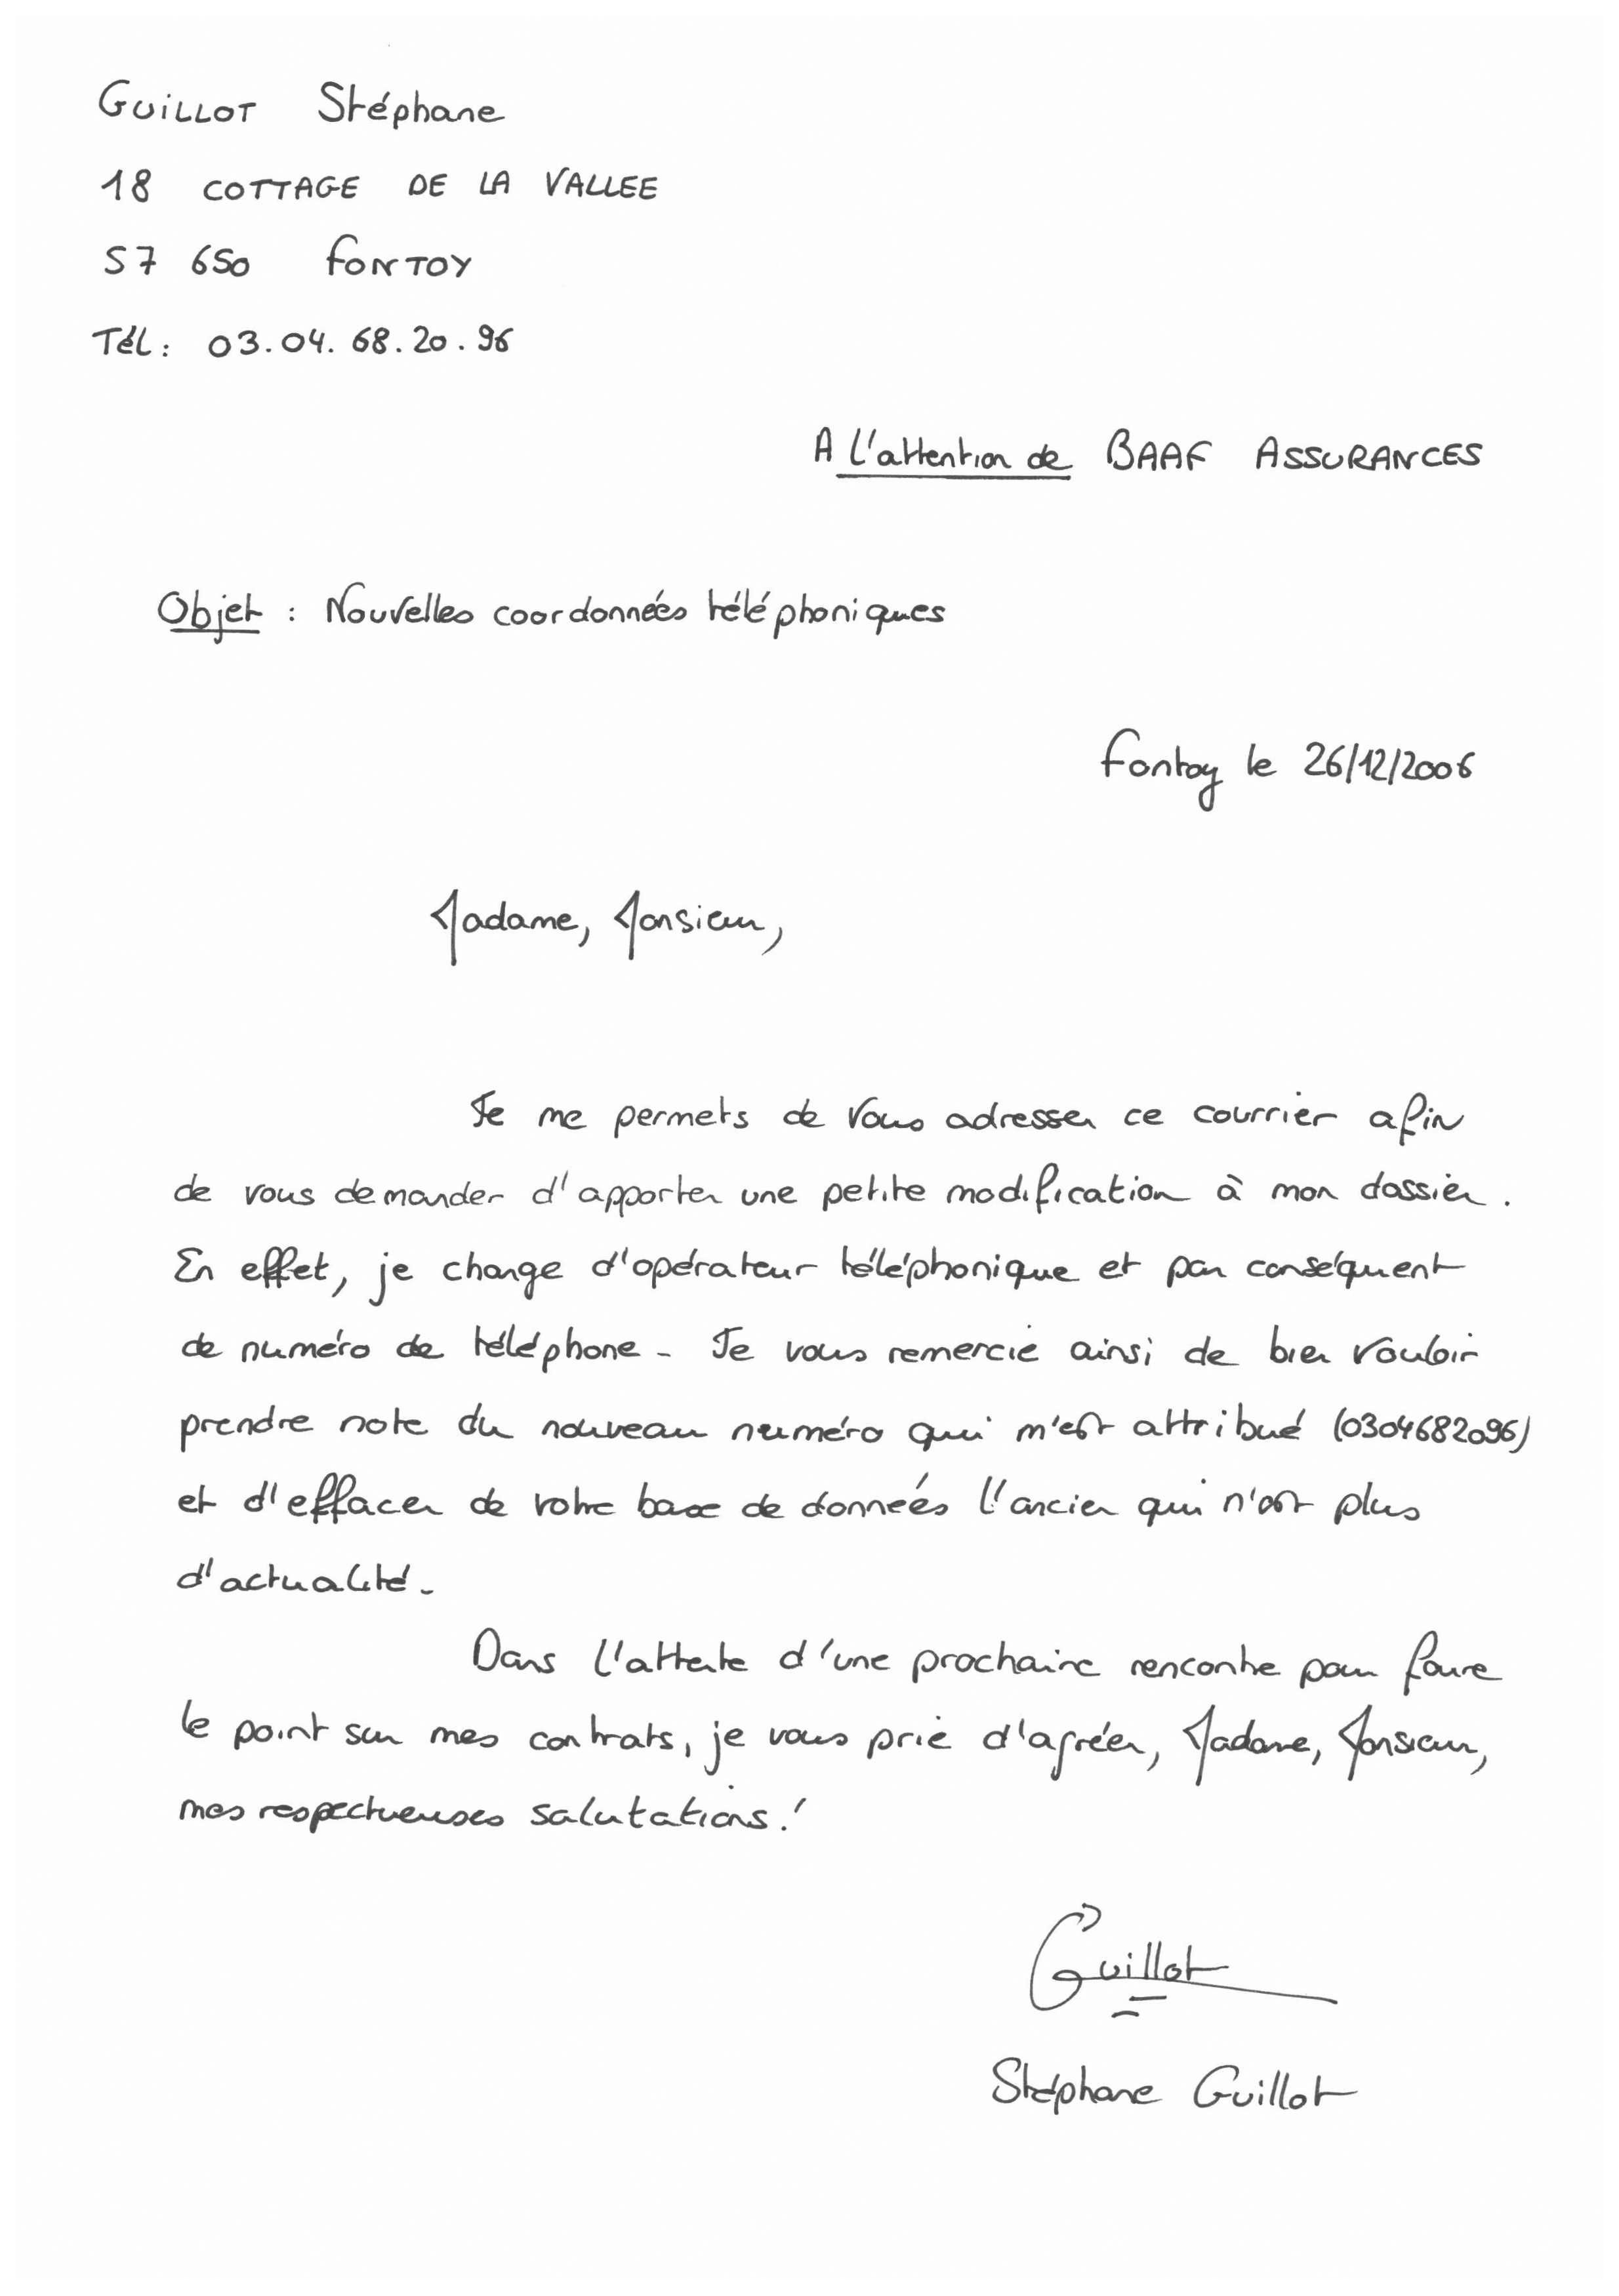 GUILLOT Stéphane
18 COTTAGE DE LA VALLEE
57 650 FONTOY
Tél : 03.04.68.20.96
A L'attention de BAAF ASSURANCES
Objet : Nouvelles coordonnées téléphoniques
Fontoy le 26/12/2006
Madame, Monsieur,
Je me permets de vous adresser ce courrier afin
de vous demander d'apporter une petite modification à mon dossier.
En effet, je change d'opérateur téléphonique et par conséquent
de numéro de téléphone. Je vous remercie ainsi de bien vouloir
prendre note du nouveau numéro qui m'est attribué (0304682096)
et d'effacer de votre base de données l'ancien qui n'est plus
d'actualité.
Dans l'attente d'une prochaine rencontre pour faire
le point sur mes contrats, je vous prie d'agréer, Madame, Monsieur,
mes respectueuses salutations !
Guillot
Stéphane Guillot